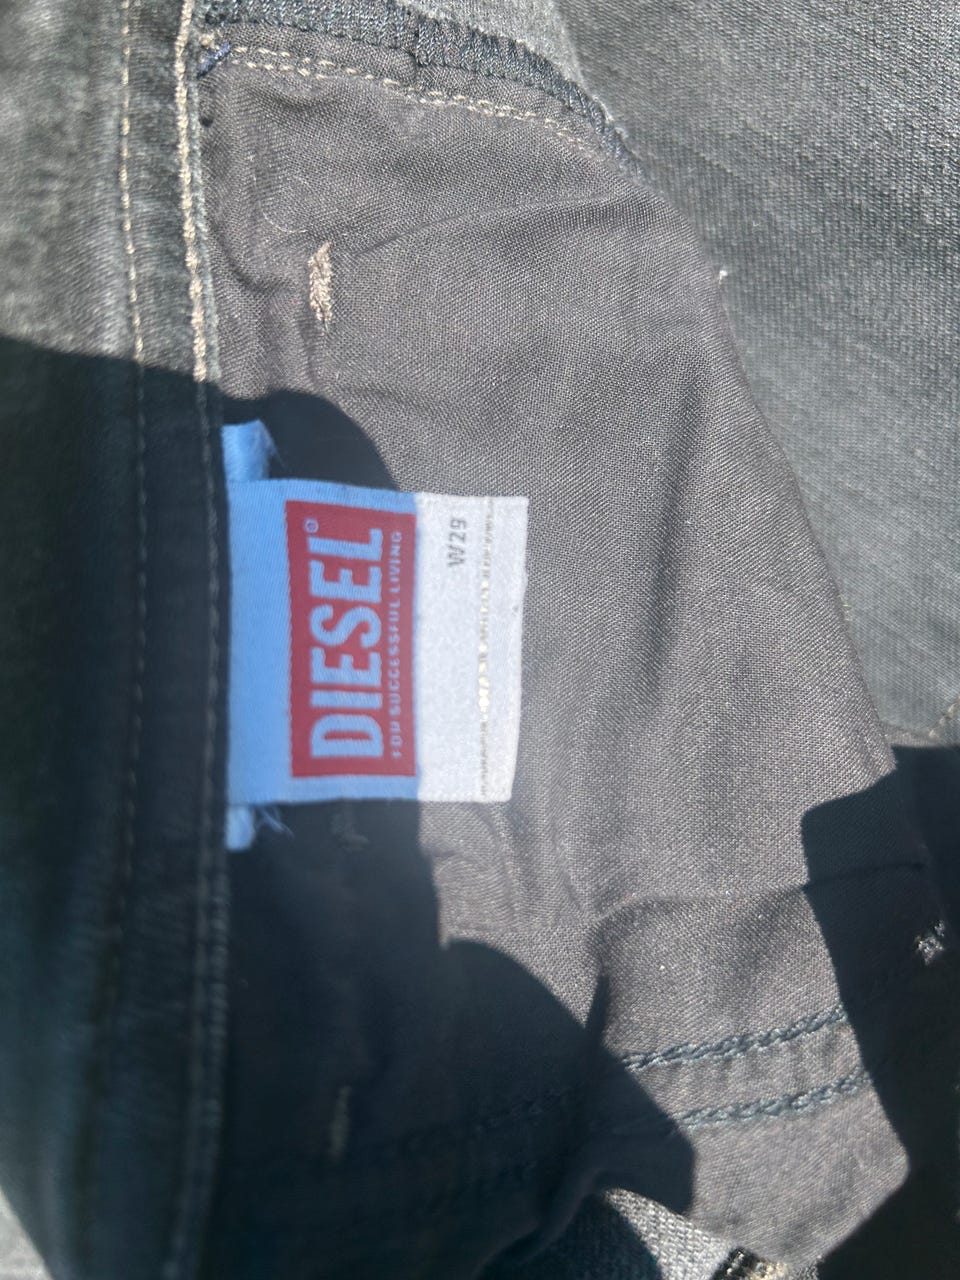 DIESEL®
FOR SUCCESSFUL LIVING
W29